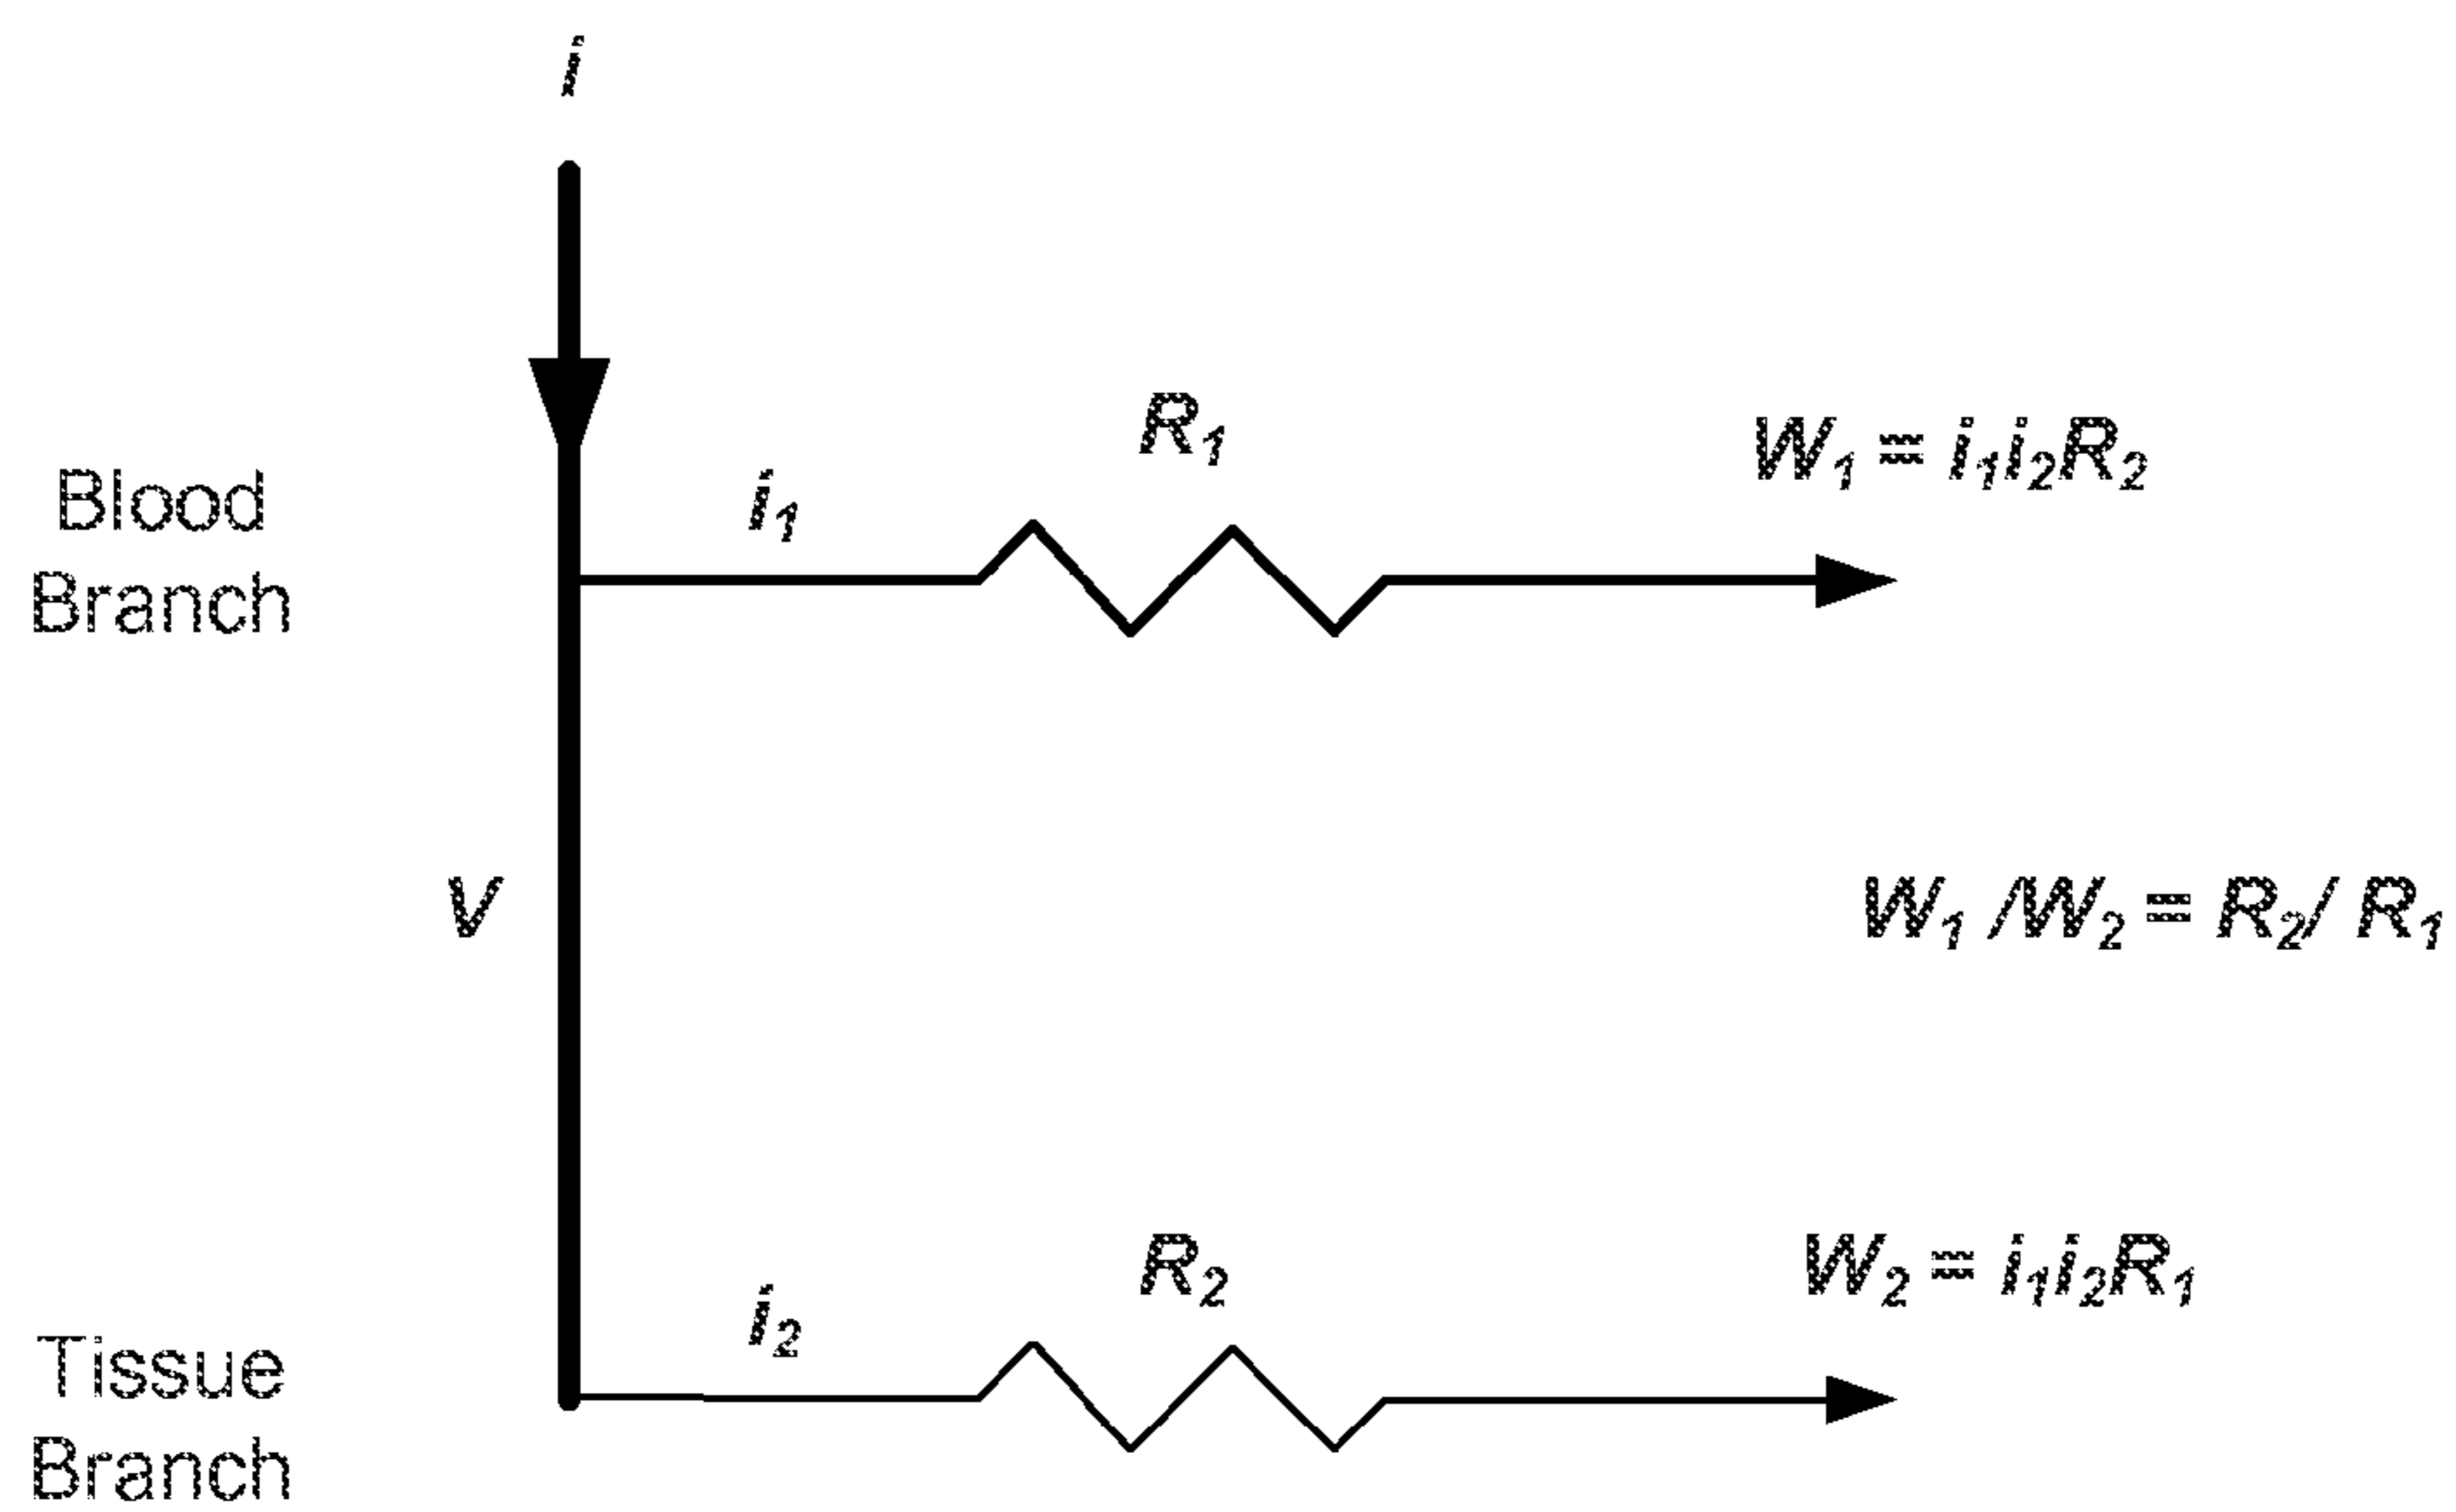 i
R₁
W₁ = i₁i₂R₂
i₁
Blood
Branch
V
W₁ /W₂ = R₂/ R₁
R₂
W₂ = i₁i₂R₁
i₂
Tissue
Branch